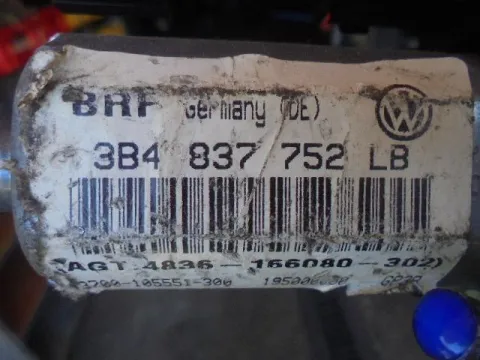 BRF Germany (DE)
3B4 837 752 LB
(AGT 4836-166080-302)